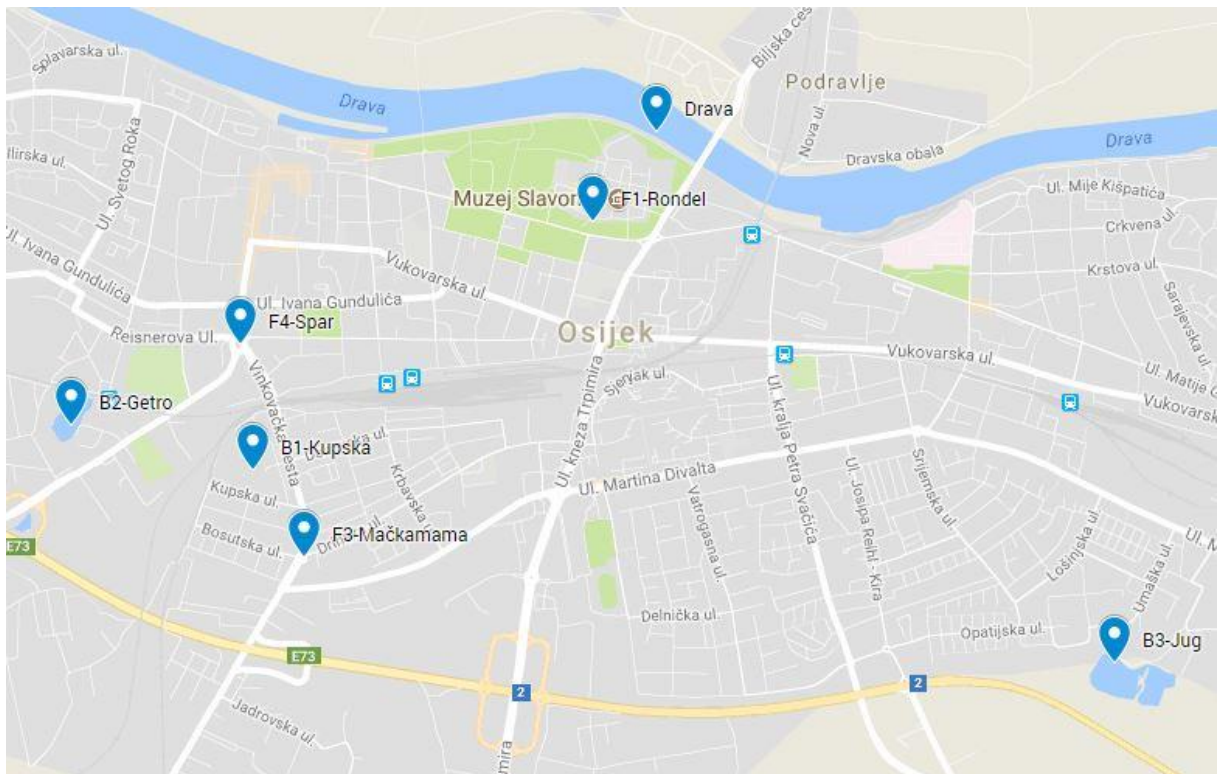 Splavarska ul.
Biljska ces
Podravlje
Drava
Drava
Nova ul
Drava
Ilirska ul.
Ul. Svetog Roka
Dravska obala
Muzej Slavon
F1-Rondel
Ul. Mije Kišpatića
Crkvena ul.
Ul. Ivana Gundulića
Vukovarska ul.
Krstova ul.
Sarajevska ul.
Ul. Ivana Gundulića
F4-Spar
Reisnerova Ul.
Osijek
Vukovarska ul.
Ul. Matije G
Vukovarsk
Vinkovačka cesta
Sjenjak ul.
Ul. kneza Trpimira
Ul. kralja Petra Svačića
B2-Getro
B1-Kupska
Krbavska
Kupska ul.
Ul. Martina Divalta
Vatrogasna ul.
Ul. Josipa Reihl - Kira
Srijemska ul.
Bosutska ul.
F3-Mačkamama
E73
Lošinjska ul.
Umaška ul.
Ul. M
Delnička ul.
Opatijska ul.
B3-Jug
E73
2
2
Jadrovska ul.
mira